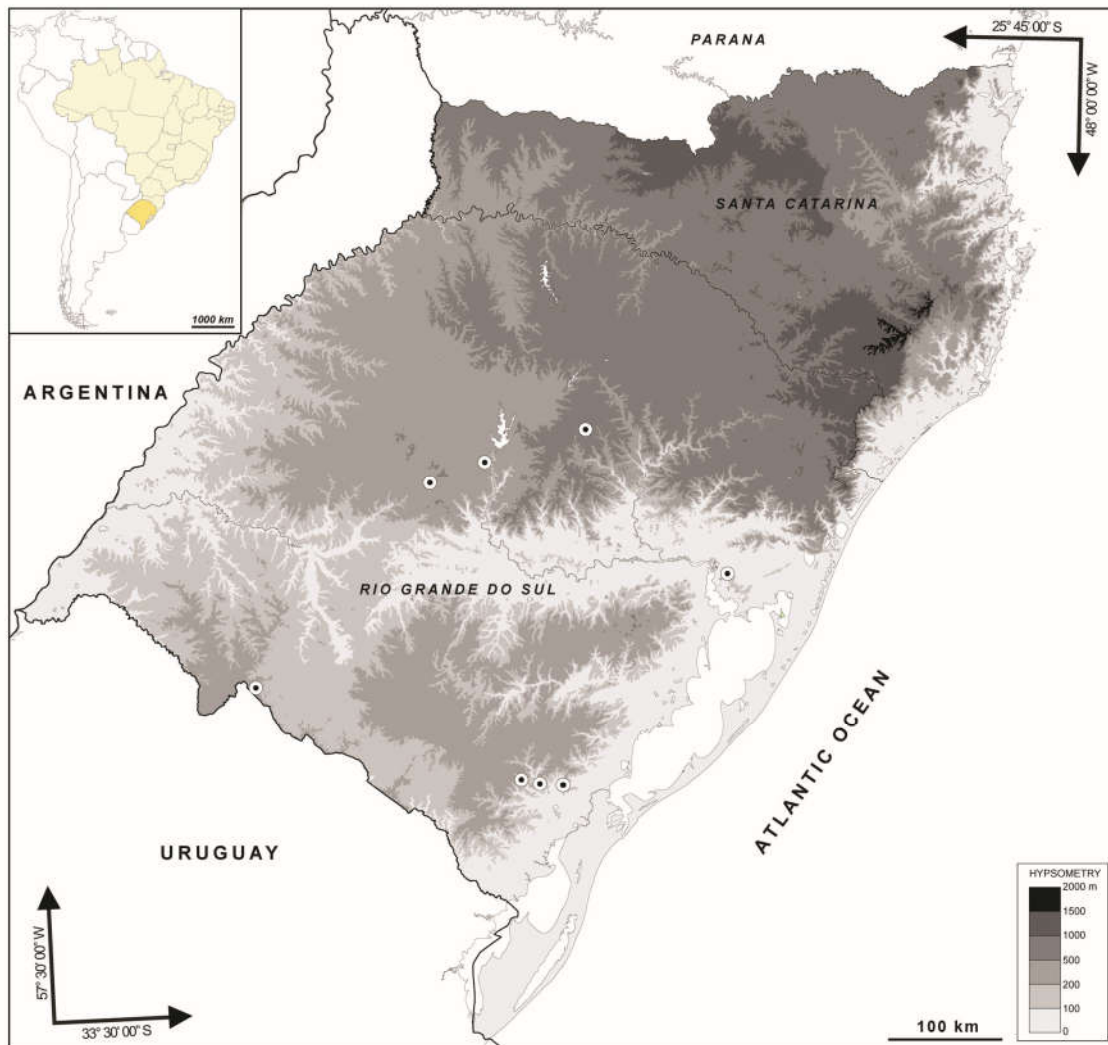 25° 45' 00" S
PARANA
48° 00' 00" W
SANTA CATARINA
1000 km
ARGENTINA
RIO GRANDE DO SUL
ATLANTIC OCEAN
URUGUAY
HYPSOMETRY
2000 m
1500
1000
500
200
100
0
57° 30' 00" W
33° 30' 00" S
100 km